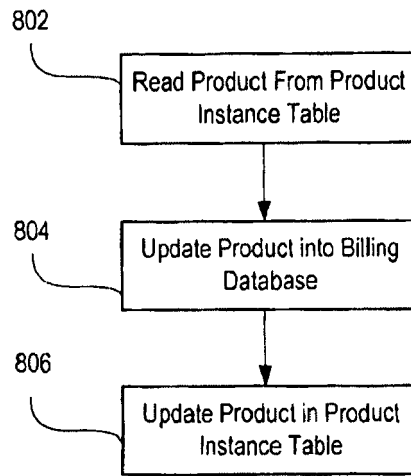 802
Read Product From Product
Instance Table
804
Update Product into Billing
Database
806
Update Product in Product
Instance Table